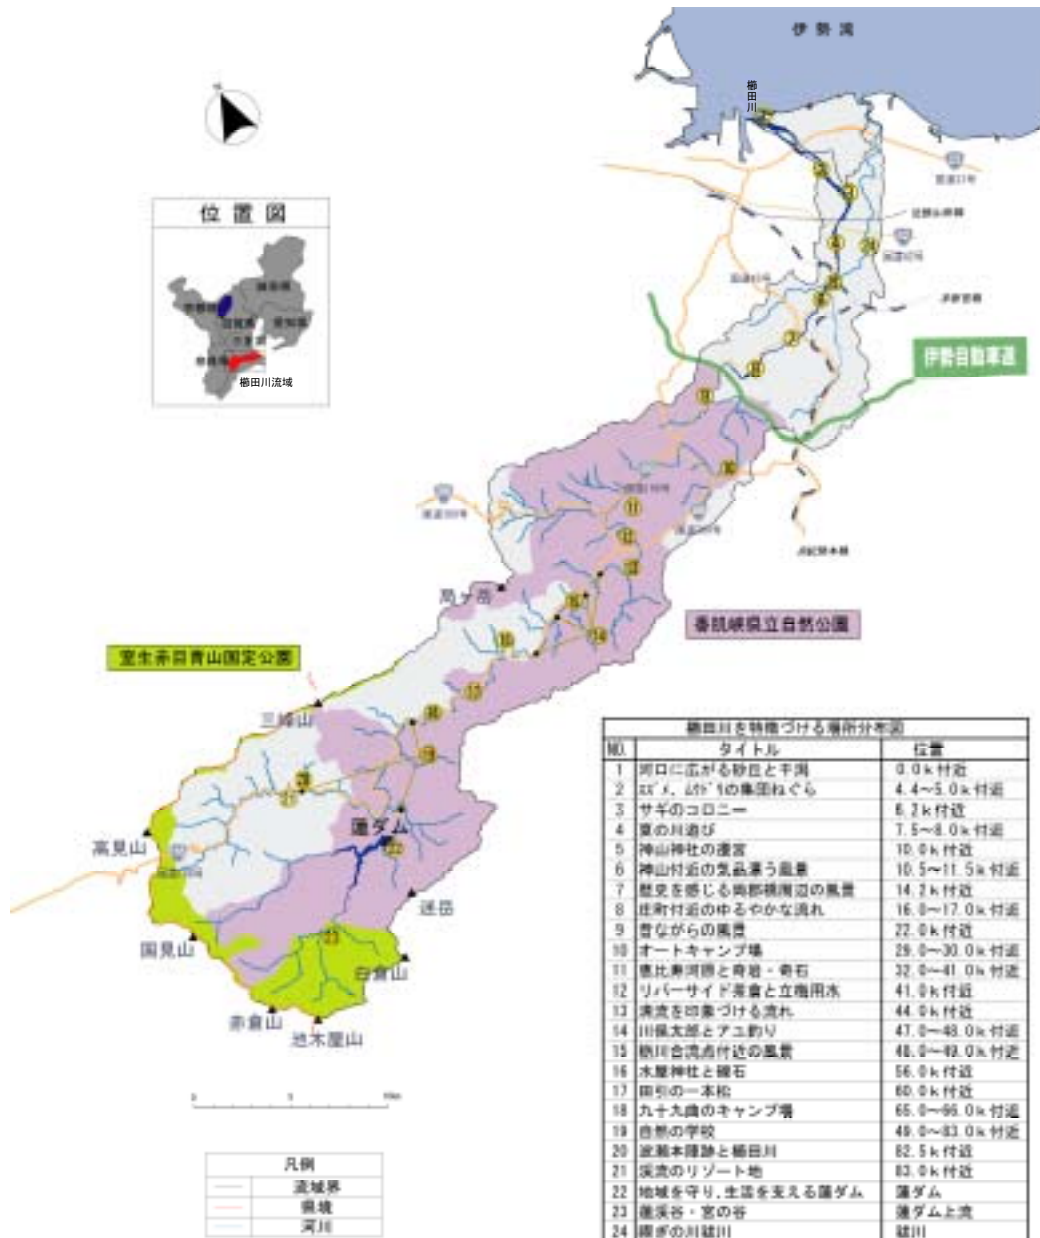 伊勢湾
櫛田川
位置図
櫛田川流域
国道23号
国道42号
伊勢自動車道
香肌峡県立自然公園
室生赤目青山国定公園
局ヶ岳
三峰山
高見山
国見山
赤倉山
池木屋山
白倉山
迷岳
蓮ダム
0 5 10km
凡例
流域界
県境
河川
櫛田川を特徴づける場所分布図
NO. タイトル 位置
1 河口に広がる砂丘と干潟 0.0k付近
2 ｽｽﾞﾒ、ﾑｸﾄﾞﾘの集団ねぐら 4.4～5.0k付近
3 サギのコロニー 6.2k付近
4 夏の川遊び 7.5～8.0k付近
5 神山神社の遷宮 10.0k付近
6 神山付近の気品漂う風景 10.5～11.5k付近
7 歴史を感じる両郡橋周辺の風景 14.2k付近
8 庄町付近のゆるやかな流れ 16.0～17.0k付近
9 昔ながらの風景 22.0k付近
10 オートキャンプ場 29.0～30.0k付近
11 恵比寿河原と奇岩・奇石 32.0～41.0k付近
12 リバーサイド茶倉と立梅用水 41.0k付近
13 清流を印象づける流れ 44.0k付近
14 川俣太郎とアユ釣り 47.0～48.0k付近
15 合流点付近の風景 48.0～49.0k付近
16 水屋神社と礫石 56.0k付近
17 田引の一本松 60.0k付近
18 九十九曲のキャンプ場 65.0～66.0k付近
19 自然の学校 49.0～83.0k付近
20 波瀬本陣跡と櫛田川 82.5k付近
21 渓流のリゾート地 83.0k付近
22 地域を守り､生活を支える蓮ダム 蓮ダム
23 蓮渓谷・宮の谷 蓮ダム上流
24 禊ぎの川祓川 祓川